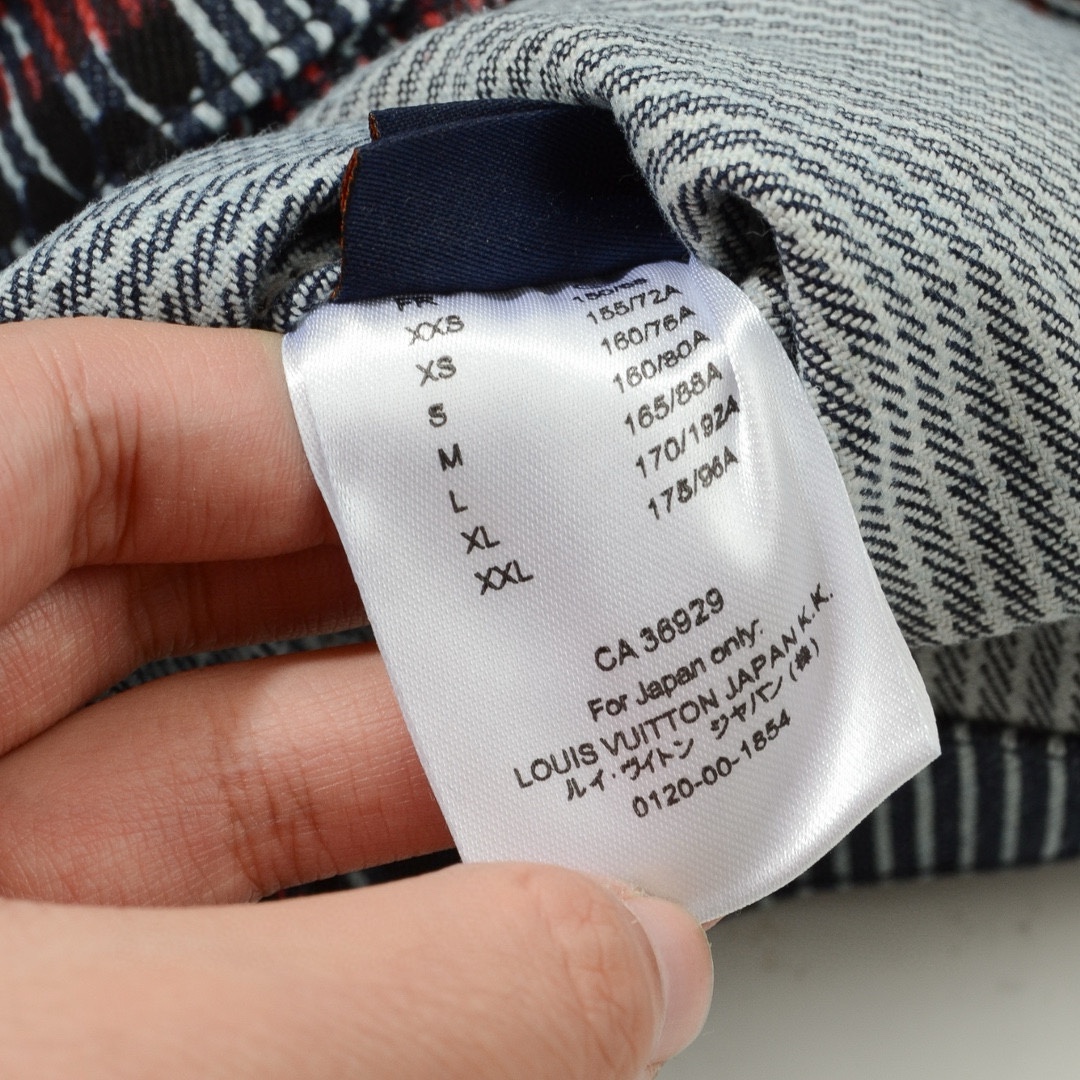 FR
XXS 155/72A
XS 160/76A
S 160/80A
M 165/88A
L 170/192A
XL 175/96A
XXL
CA 36929
For Japan only:
LOUIS VUITTON JAPAN K.K.
ルイ・ヴィトン ジャパン(株)
0120-00-1854